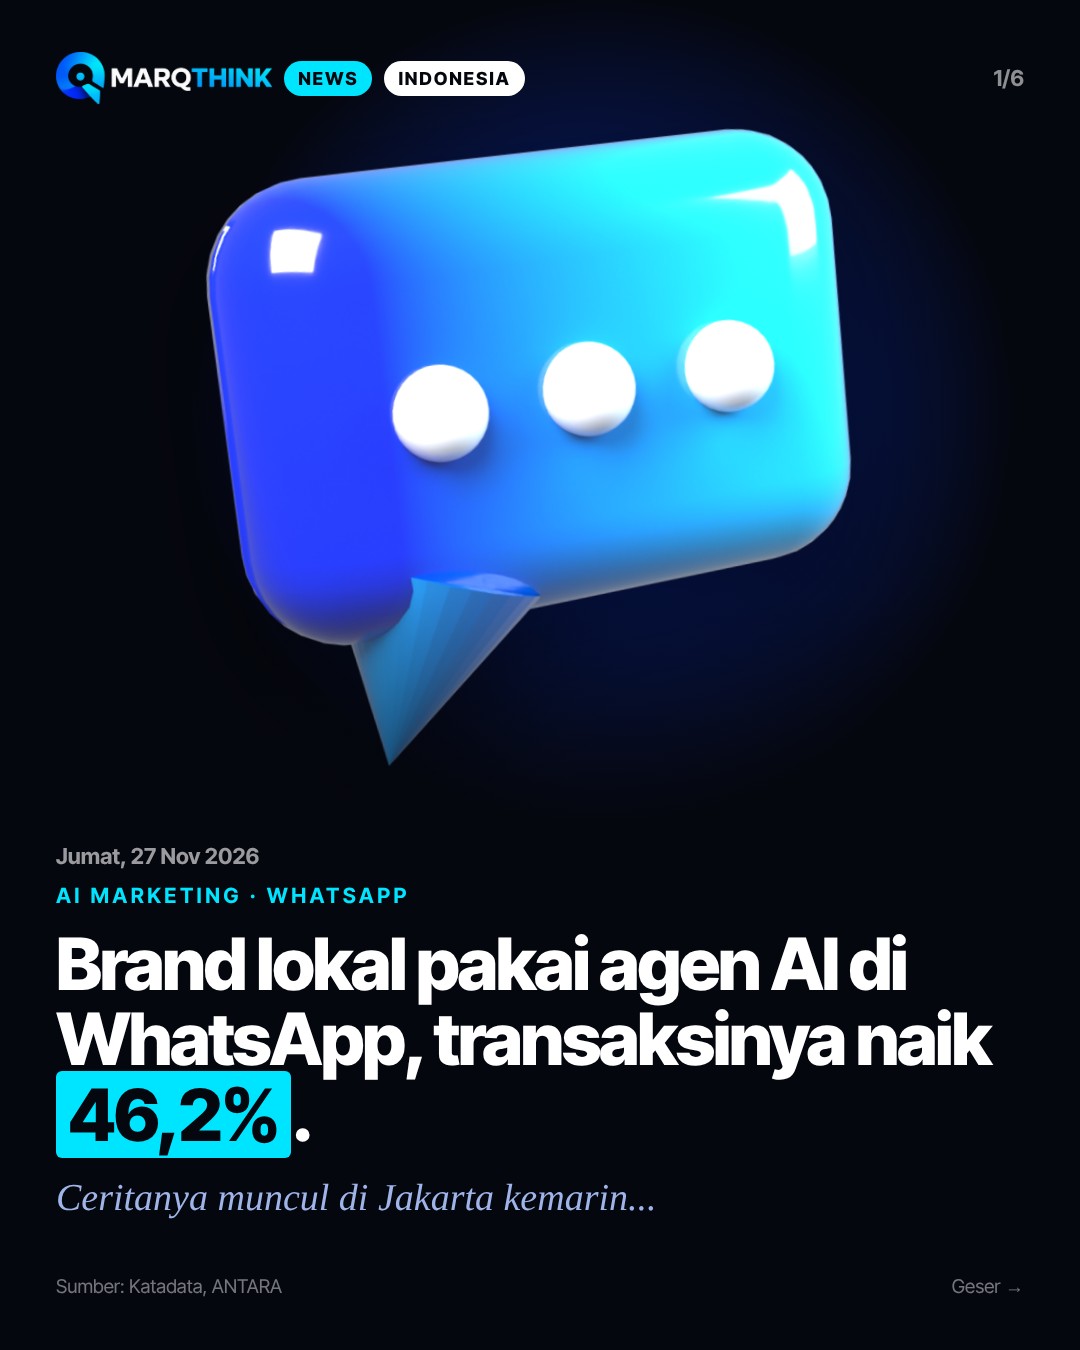 MARQTHINK NEWS INDONESIA 1/6
Jumat, 27 Nov 2026
AI MARKETING · WHATSAPP
Brand lokal pakai agen AI di
WhatsApp, transaksinya naik
46,2%.
Ceritanya muncul di Jakarta kemarin...
Sumber: Katadata, ANTARA
Geser →